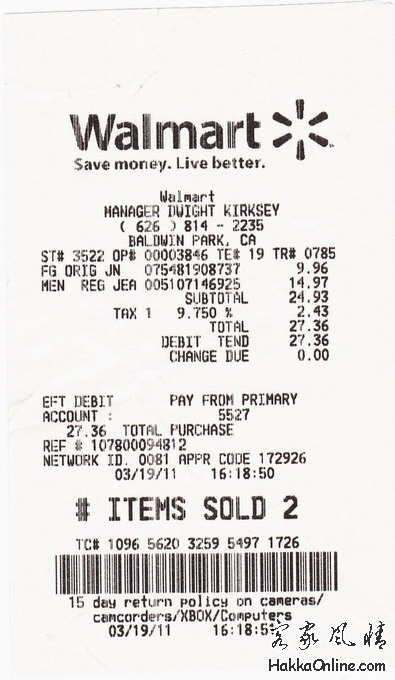 Walmart
Save money. Live better.
Walmart
MANAGER DWIGHT KIRKSEY
( 626 ) 814 - 2235
BALDWIN PARK, CA
ST# 3522 OP# 00003846 TE# 19 TR# 0785
FG ORIG JN 075481908737 9.96
MEN REG JEA 005107146925 14.97
SUBTOTAL 24.93
TAX 1 9.750 % 2.43
TOTAL 27.36
DEBIT TEND 27.36
CHANGE DUE 0.00
EFT DEBIT PAY FROM PRIMARY
ACCOUNT : 5527
27.36 TOTAL PURCHASE
REF # 107800094812
NETWORK ID. 0081 APPR CODE 172926
03/19/11 16:18:50
# ITEMS SOLD 2
TC# 1096 5620 3259 5497 1726
15 day return policy on cameras/
camcorders/XBOX/Computers
03/19/11 16:18:51
客家风情
HakkaOnline.com